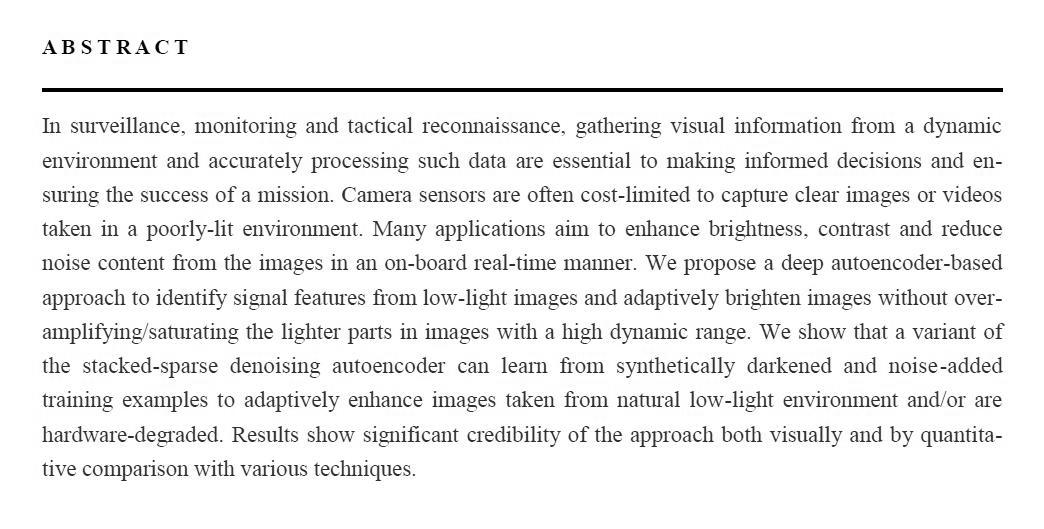 ABSTRACT
In surveillance, monitoring and tactical reconnaissance, gathering visual information from a dynamic
environment and accurately processing such data are essential to making informed decisions and en-
suring the success of a mission. Camera sensors are often cost-limited to capture clear images or videos
taken in a poorly-lit environment. Many applications aim to enhance brightness, contrast and reduce
noise content from the images in an on-board real-time manner. We propose a deep autoencoder-based
approach to identify signal features from low-light images and adaptively brighten images without over-
amplifying/saturating the lighter parts in images with a high dynamic range. We show that a variant of
the stacked-sparse denoising autoencoder can learn from synthetically darkened and noise-added
training examples to adaptively enhance images taken from natural low-light environment and/or are
hardware-degraded. Results show significant credibility of the approach both visually and by quantita-
tive comparison with various techniques.